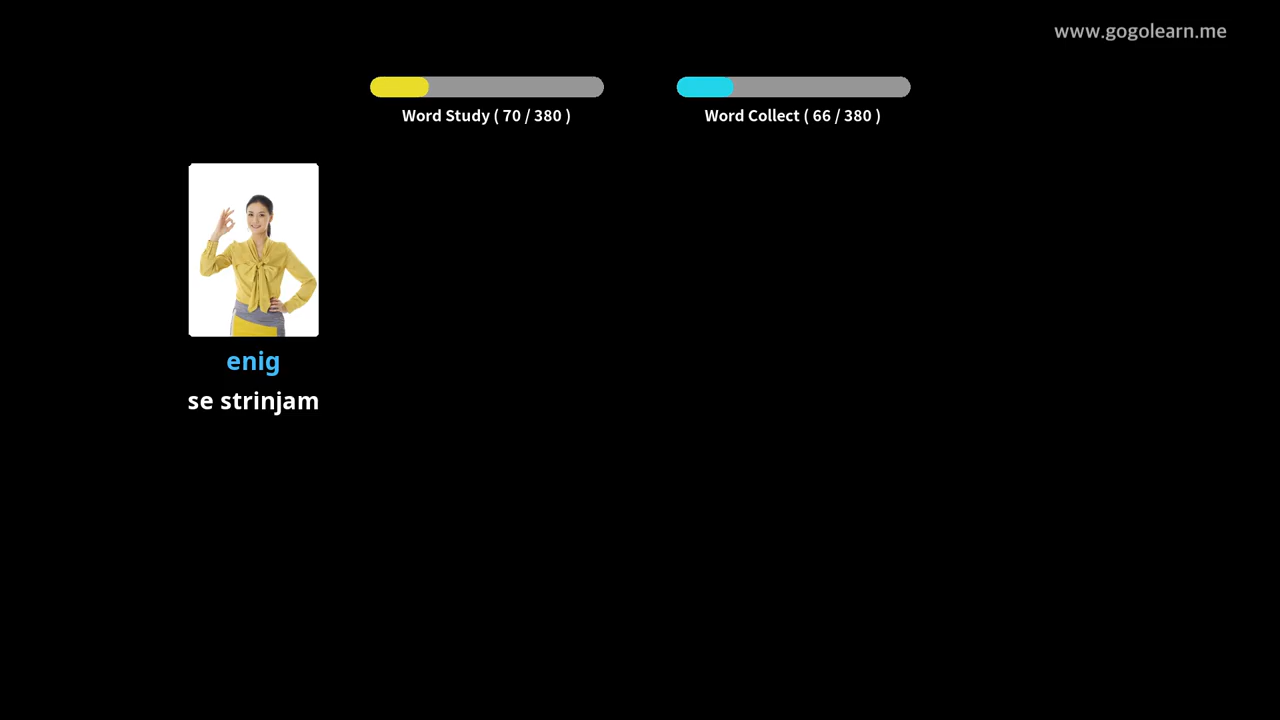 www.gogolearn.me
Word Study ( 70 / 380 )
Word Collect ( 66 / 380 )
enig
se strinjam